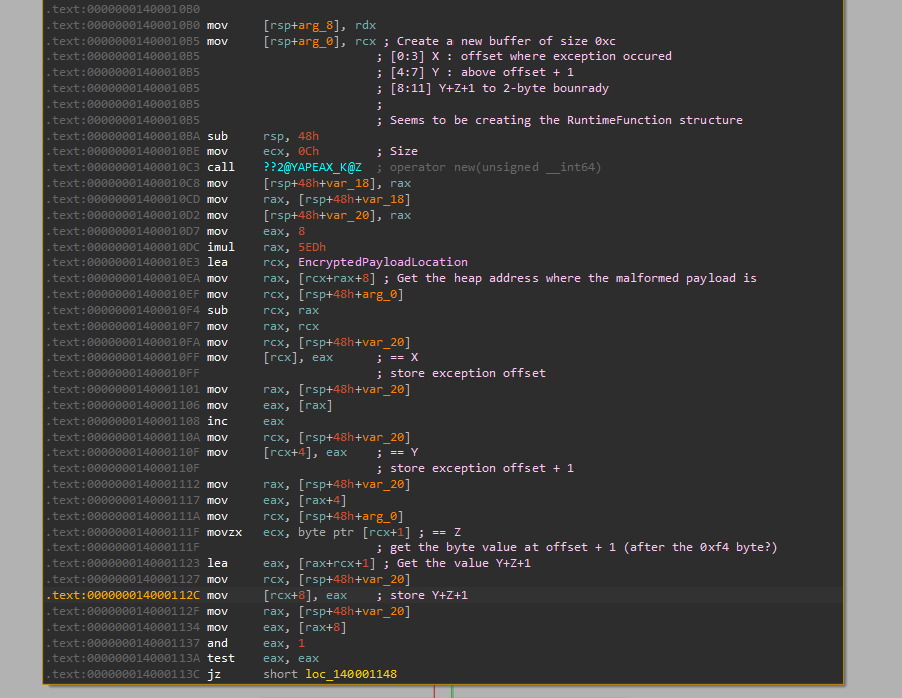 .text:00000001400010B0
.text:00000001400010B0 mov [rsp+arg_8], rdx
.text:00000001400010B5 mov [rsp+arg_0], rcx ; Create a new buffer of size 0xc
.text:00000001400010B5 ; [0:3] X : offset where exception occured
.text:00000001400010B5 ; [4:7] Y : above offset + 1
.text:00000001400010B5 ; [8:11] Y+Z+1 to 2-byte bounrady
.text:00000001400010B5 ;
.text:00000001400010B5 ; Seems to be creating the RuntimeFunction structure
.text:00000001400010BA sub rsp, 48h
.text:00000001400010BE mov ecx, 0Ch ; Size
.text:00000001400010C3 call ??2@YAPEAX_K@Z ; operator new(unsigned __int64)
.text:00000001400010C8 mov [rsp+48h+var_18], rax
.text:00000001400010CD mov rax, [rsp+48h+var_18]
.text:00000001400010D2 mov [rsp+48h+var_20], rax
.text:00000001400010D7 mov eax, 8
.text:00000001400010DC imul rax, 5EDh
.text:00000001400010E3 lea rcx, EncryptedPayloadLocation
.text:00000001400010EA mov rax, [rcx+rax+8] ; Get the heap address where the malformed payload is
.text:00000001400010EF mov rcx, [rsp+48h+arg_0]
.text:00000001400010F4 sub rcx, rax
.text:00000001400010F7 mov rax, rcx
.text:00000001400010FA mov rcx, [rsp+48h+var_20]
.text:00000001400010FF mov [rcx], eax ; == X
.text:00000001400010FF ; store exception offset
.text:0000000140001101 mov rax, [rsp+48h+var_20]
.text:0000000140001106 mov eax, [rax]
.text:0000000140001108 inc eax
.text:000000014000110A mov rcx, [rsp+48h+var_20]
.text:000000014000110F mov [rcx+4], eax ; == Y
.text:000000014000110F ; store exception offset + 1
.text:0000000140001112 mov rax, [rsp+48h+var_20]
.text:0000000140001117 mov eax, [rax+4]
.text:000000014000111A mov rcx, [rsp+48h+arg_0]
.text:000000014000111F movzx ecx, byte ptr [rcx+1] ; == Z
.text:000000014000111F ; get the byte value at offset + 1 (after the 0xf4 byte?)
.text:0000000140001123 lea eax, [rax+rcx+1] ; Get the value Y+Z+1
.text:0000000140001127 mov rcx, [rsp+48h+var_20]
.text:000000014000112C mov [rcx+8], eax ; store Y+Z+1
.text:000000014000112F mov rax, [rsp+48h+var_20]
.text:0000000140001134 mov eax, [rax+8]
.text:0000000140001137 and eax, 1
.text:000000014000113A test eax, eax
.text:000000014000113C jz short loc_140001148